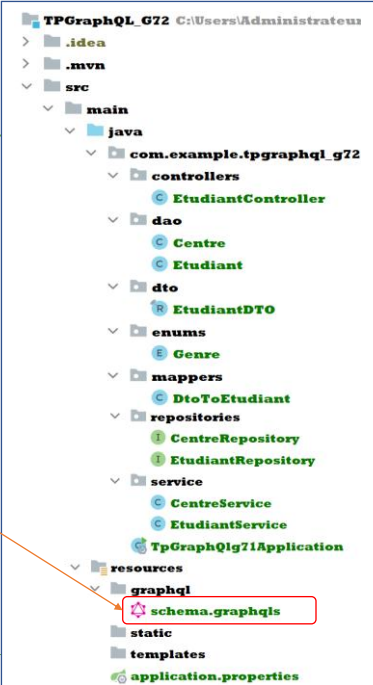 TPGraphQL_G72 C:\Users\Administrateur
.idea
.mvn
src
main
java
com.example.tpgraphql_g72
controllers
C EtudiantController
dao
C Centre
C Etudiant
dto
R EtudiantDTO
enums
E Genre
mappers
C DtoToEtudiant
repositories
I CentreRepository
I EtudiantRepository
service
C CentreService
C EtudiantService
TpGraphQlg71Application
resources
graphql
schema.graphqls
static
templates
application.properties